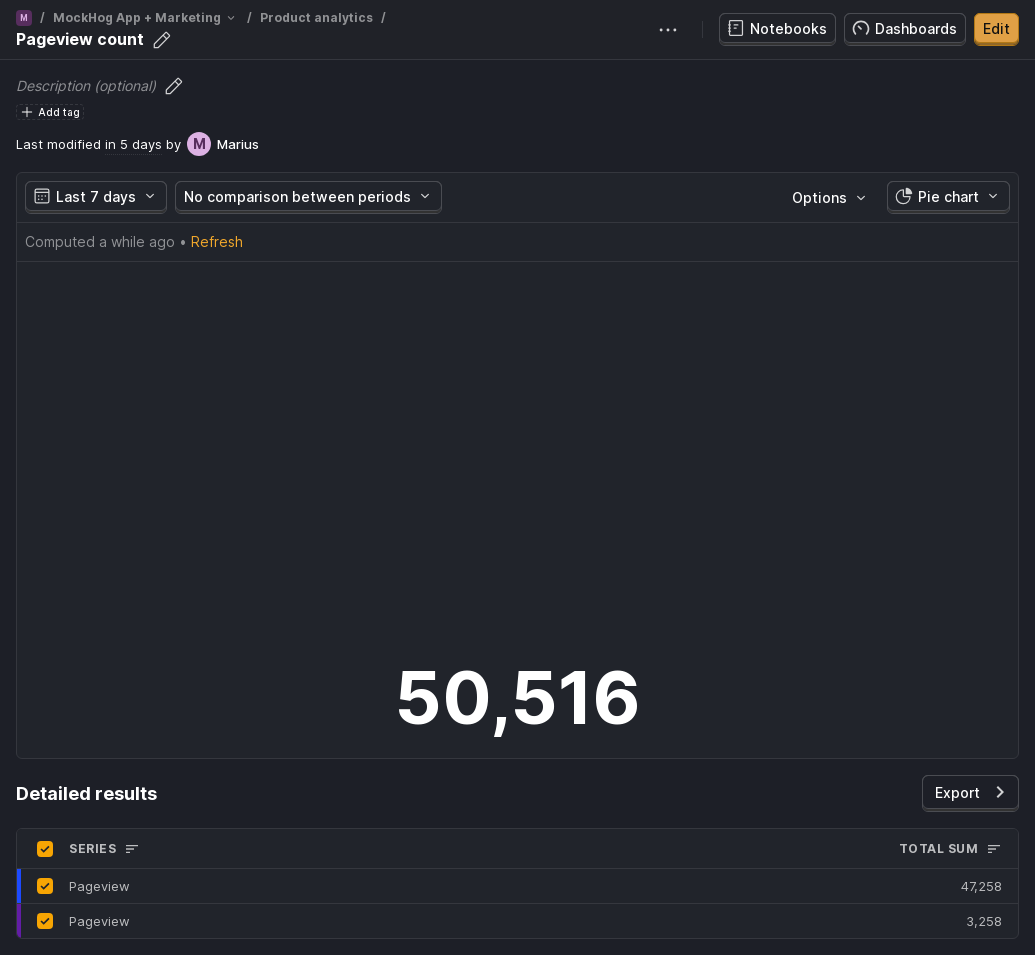 M / MockHog App + Marketing / Product analytics /
Pageview count
Notebooks
Dashboards
Edit
Description (optional)
Add tag
Last modified in 5 days by M Marius
Last 7 days
No comparison between periods
Options
Pie chart
Computed a while ago • Refresh
50,516
Detailed results
Export
SERIES TOTAL SUM
Pageview 47,258
Pageview 3,258